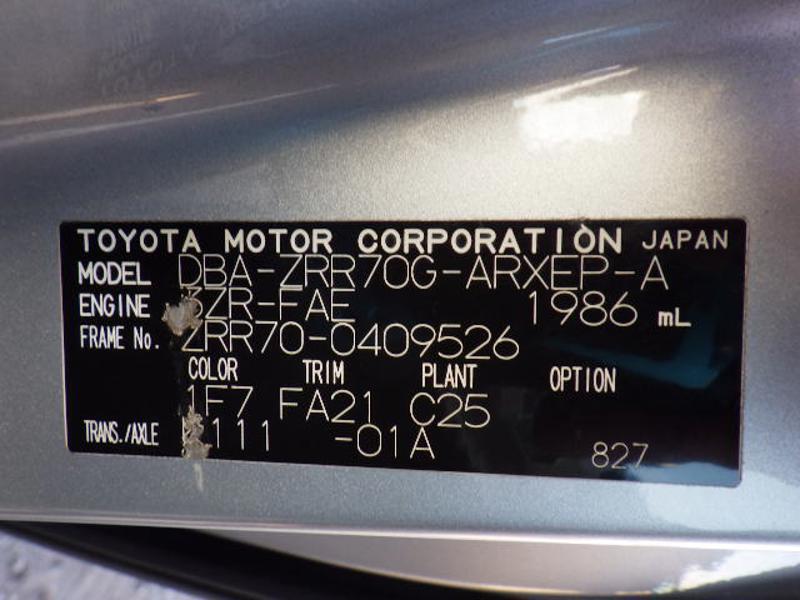 TOYOTA MOTOR CORPORATION JAPAN
MODEL DBA-ZRR70G-ARXEP-A
ENGINE 3ZR-FAE 1986 mL
FRAME No. ZRR70-0409526
COLOR TRIM PLANT OPTION
1F7 FA21 C25
TRANS./AXLE K111 -01A 827